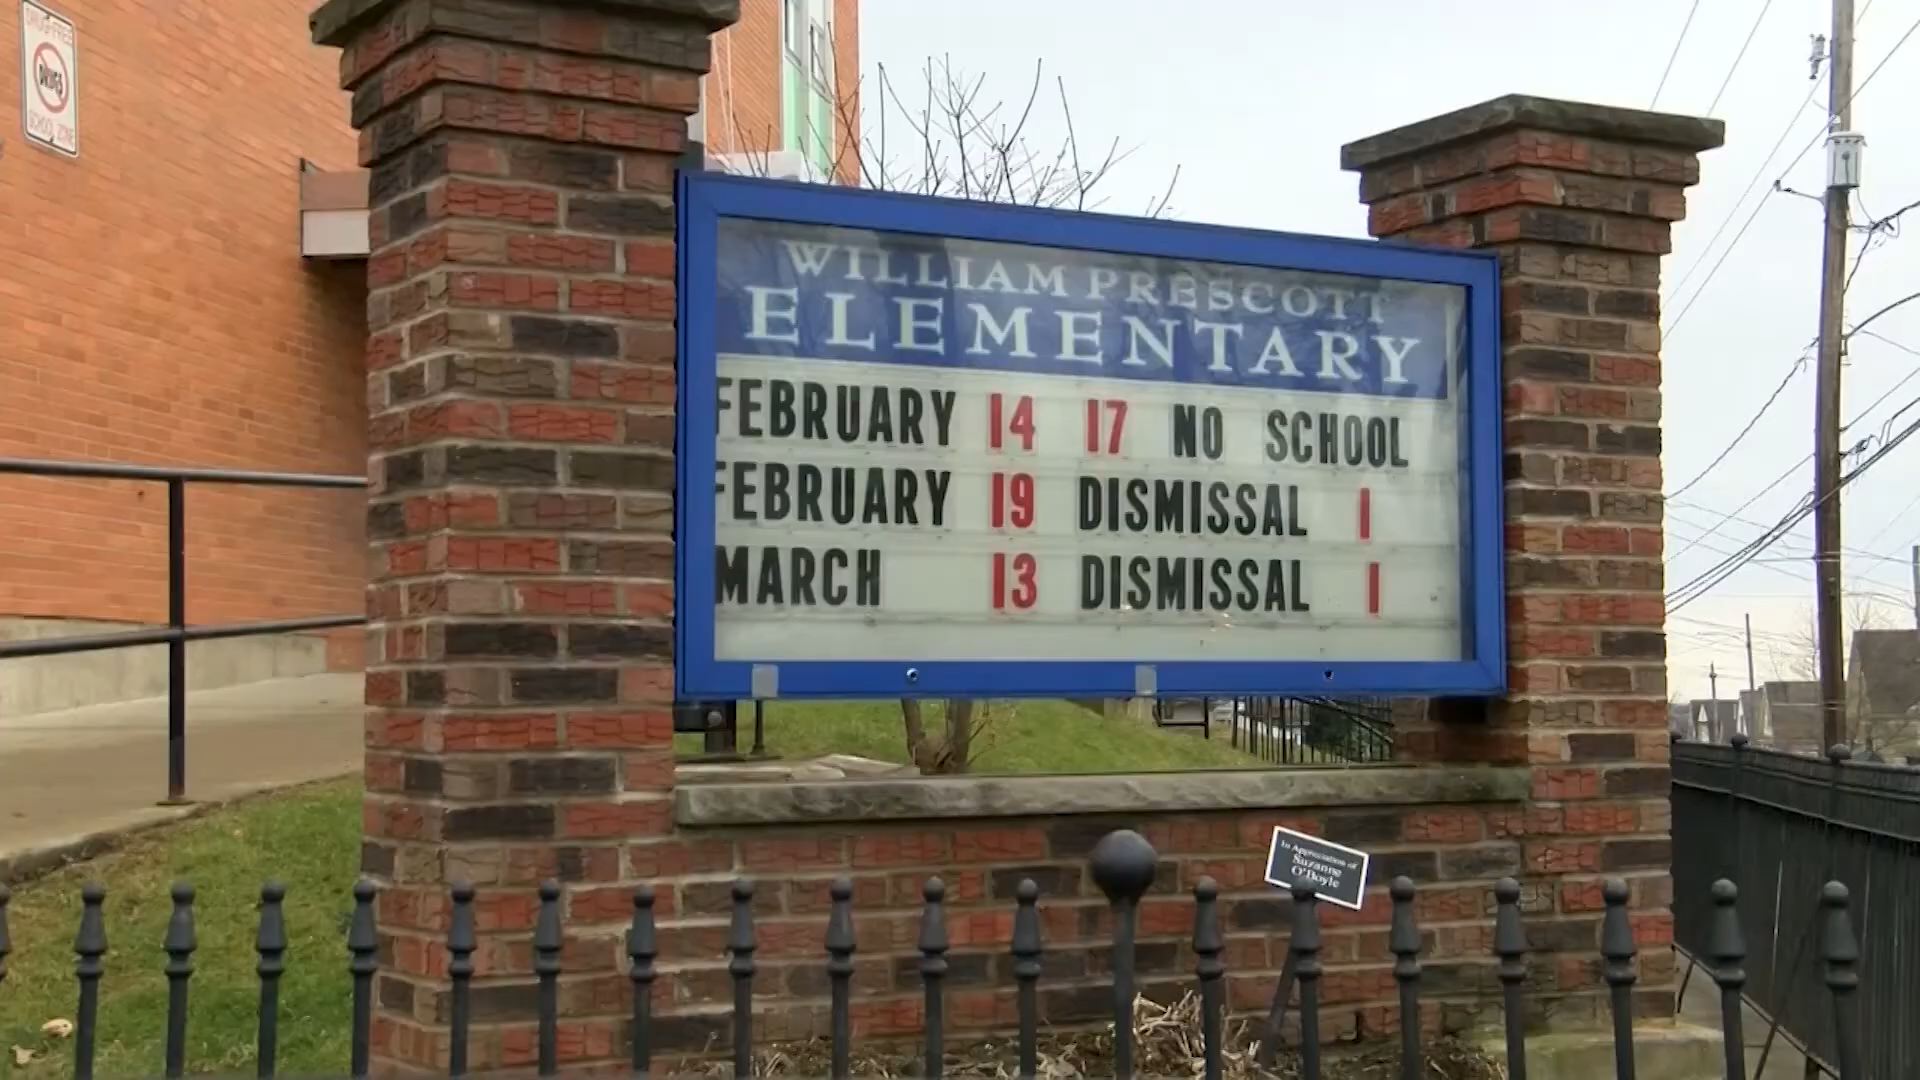 DRUG-FREE
DRUGS
SCHOOL ZONE
WILLIAM PRESCOTT
ELEMENTARY
FEBRUARY 14 17 NO SCHOOL
FEBRUARY 19 DISMISSAL 1
MARCH 13 DISMISSAL 1
In Appreciation of
Suzanne
O'Boyle